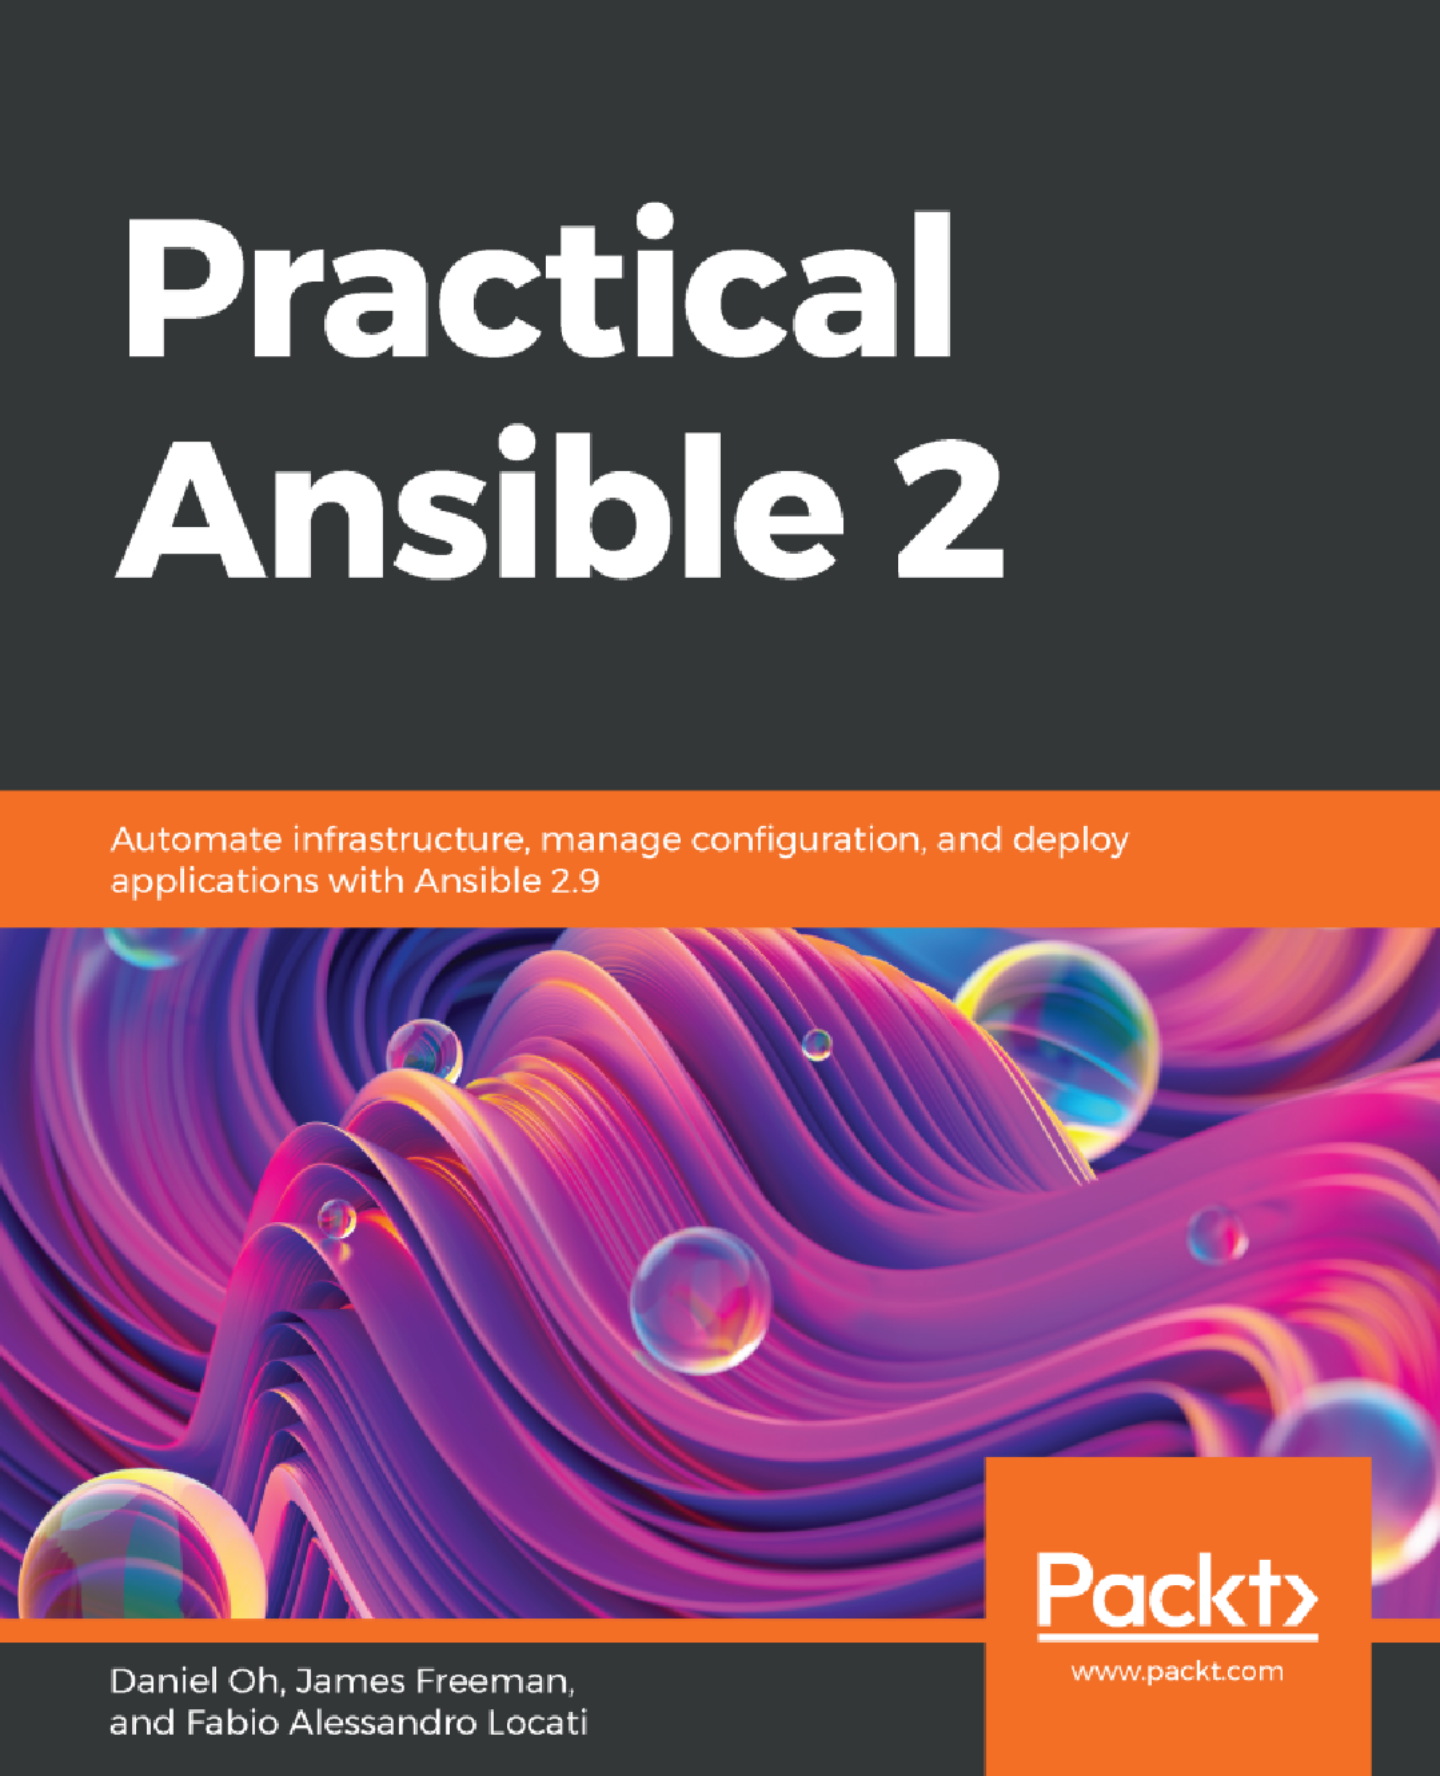 Practical
Ansible 2
Automate infrastructure, manage configuration, and deploy
applications with Ansible 2.9
Packt>
www.packt.com
Daniel Oh, James Freeman,
and Fabio Alessandro Locati